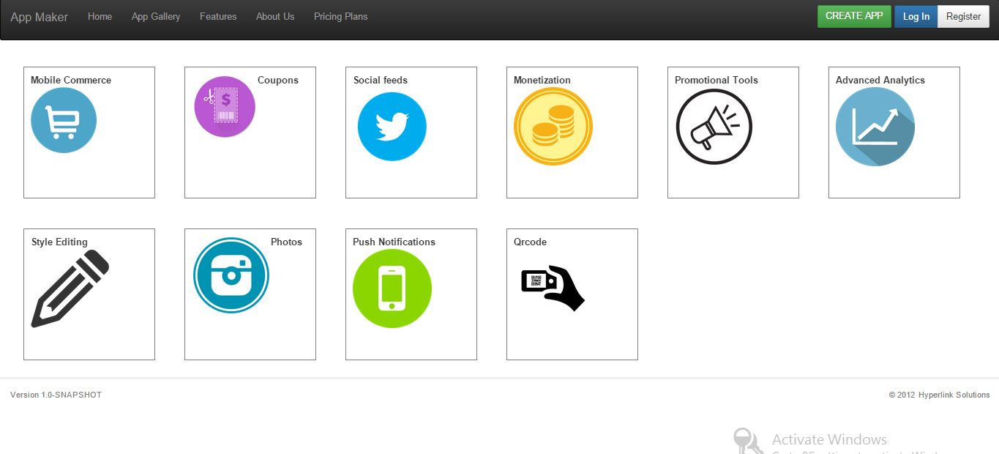 App Maker Home App Gallery Features About Us Pricing Plans CREATE APP Log In Register
Mobile Commerce Coupons Social feeds Monetization Promotional Tools Advanced Analytics
$
Style Editing Photos Push Notifications Qrcode
Version 1.0-SNAPSHOT © 2012 Hyperlink Solutions
Activate Windows